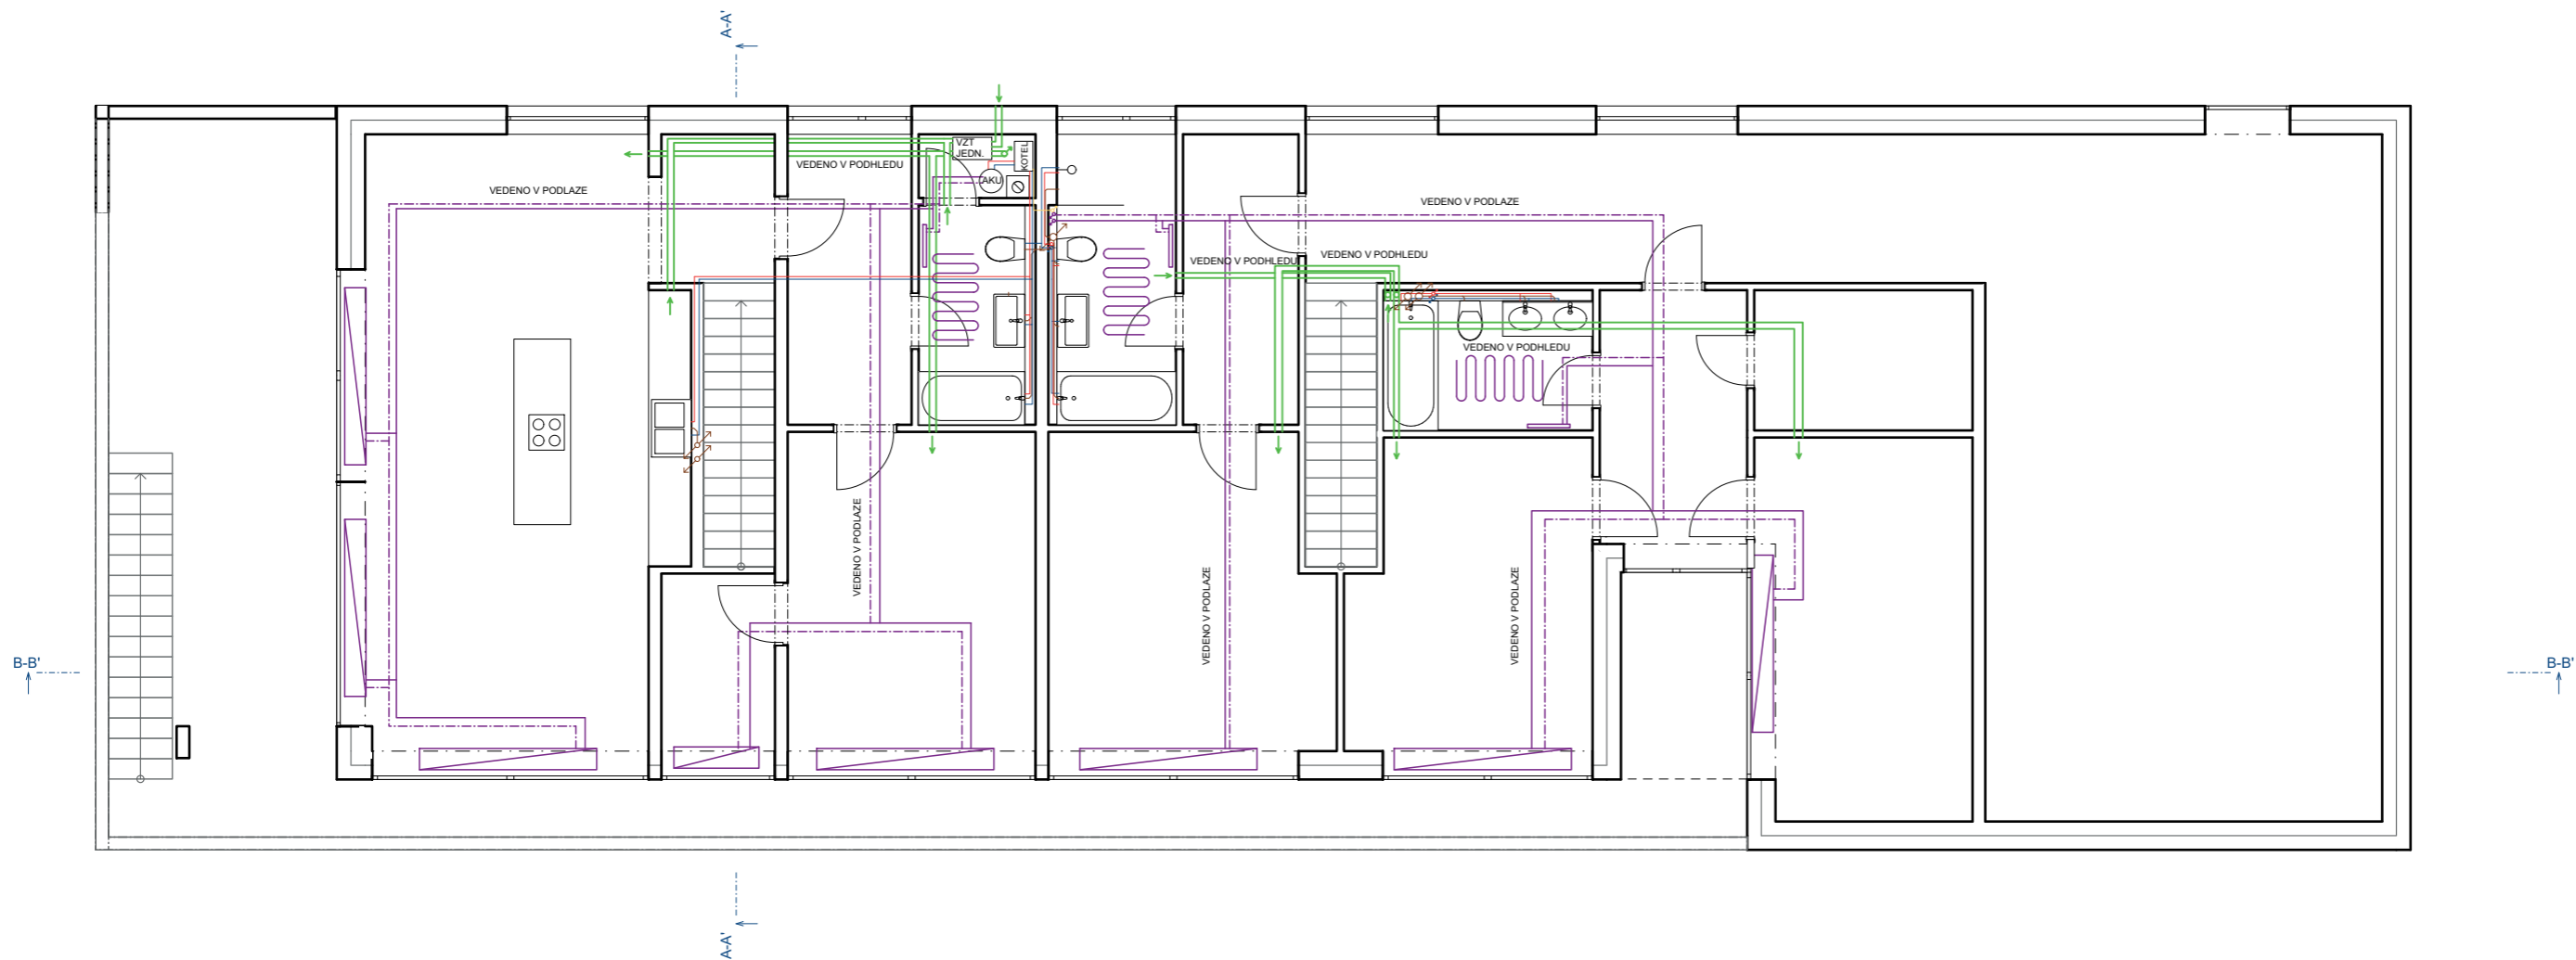 A-A'
VZT
JEDN.
KOTEL
AKU
VEDENO V PODHLEDU
VEDENO V PODLAZE
VEDENO V PODLAZE
VEDENO V PODHLEDU
VEDENO V PODHLEDU
VEDENO V PODHLEDU
VEDENO V PODLAZE
VEDENO V PODLAZE
VEDENO V PODLAZE
B-B'
B-B'
A-A'